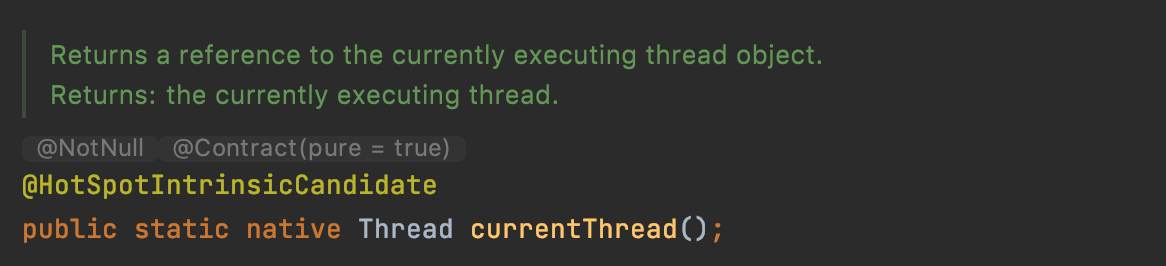 Returns a reference to the currently executing thread object.
Returns: the currently executing thread.
@NotNull @Contract(pure = true)
@HotSpotIntrinsicCandidate
public static native Thread currentThread();